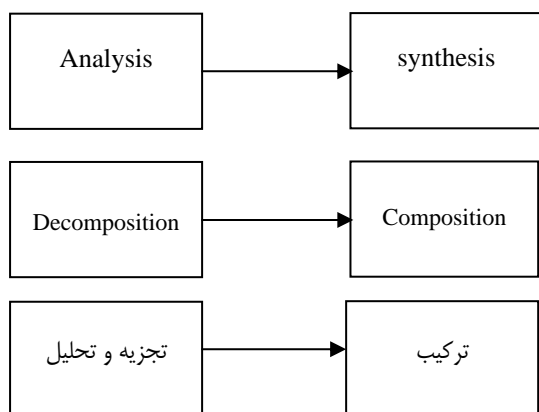 Analysis
synthesis
Decomposition
Composition
تجزیه و تحلیل
ترکیب